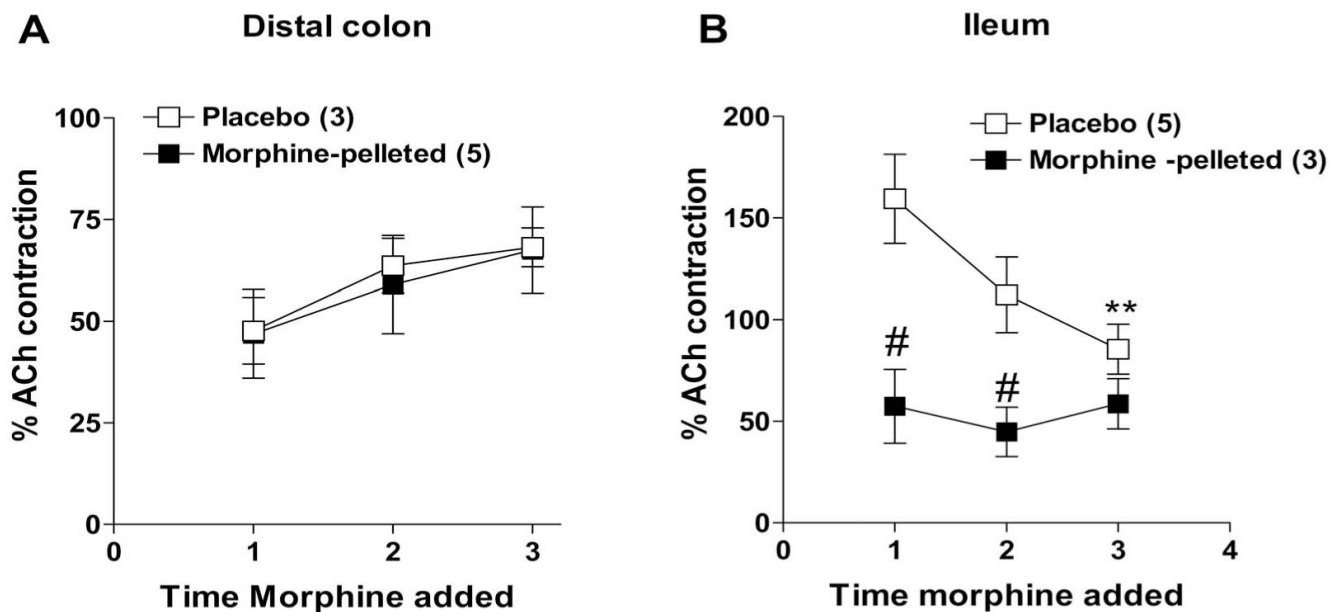 A
Distal colon
Placebo (3)
Morphine-pelleted (5)
% ACh contraction
100
75
50
25
0
0 1 2 3
Time Morphine added
B
Ileum
Placebo (5)
Morphine -pelleted (3)
% ACh contraction
200
150
100
50
0
**
#
#
0 1 2 3 4
Time morphine added